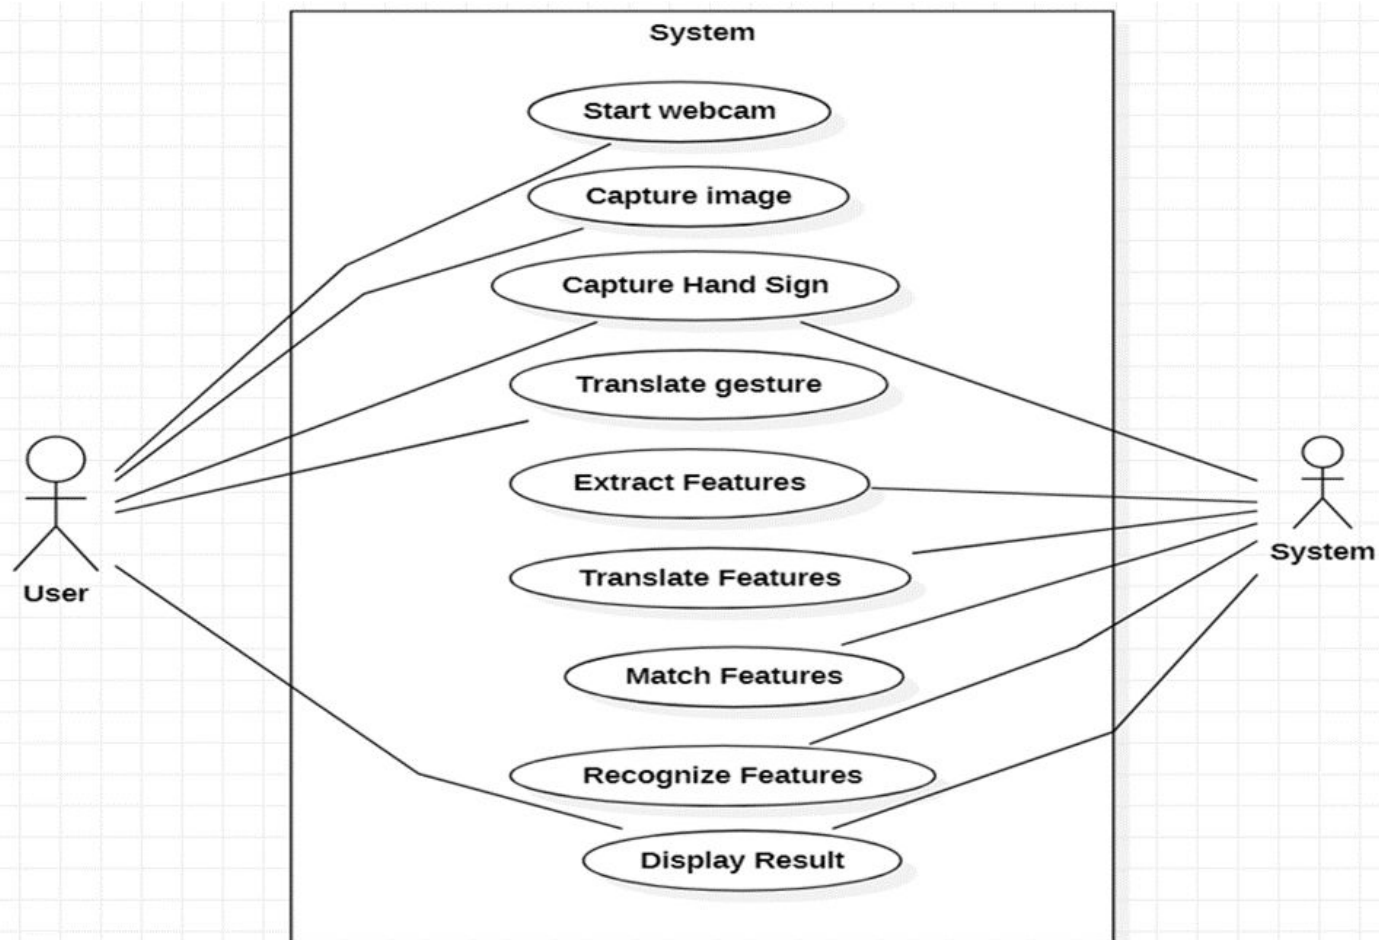 System
Start webcam
Capture image
Capture Hand Sign
Translate gesture
Extract Features
Translate Features
Match Features
Recognize Features
Display Result
User
System